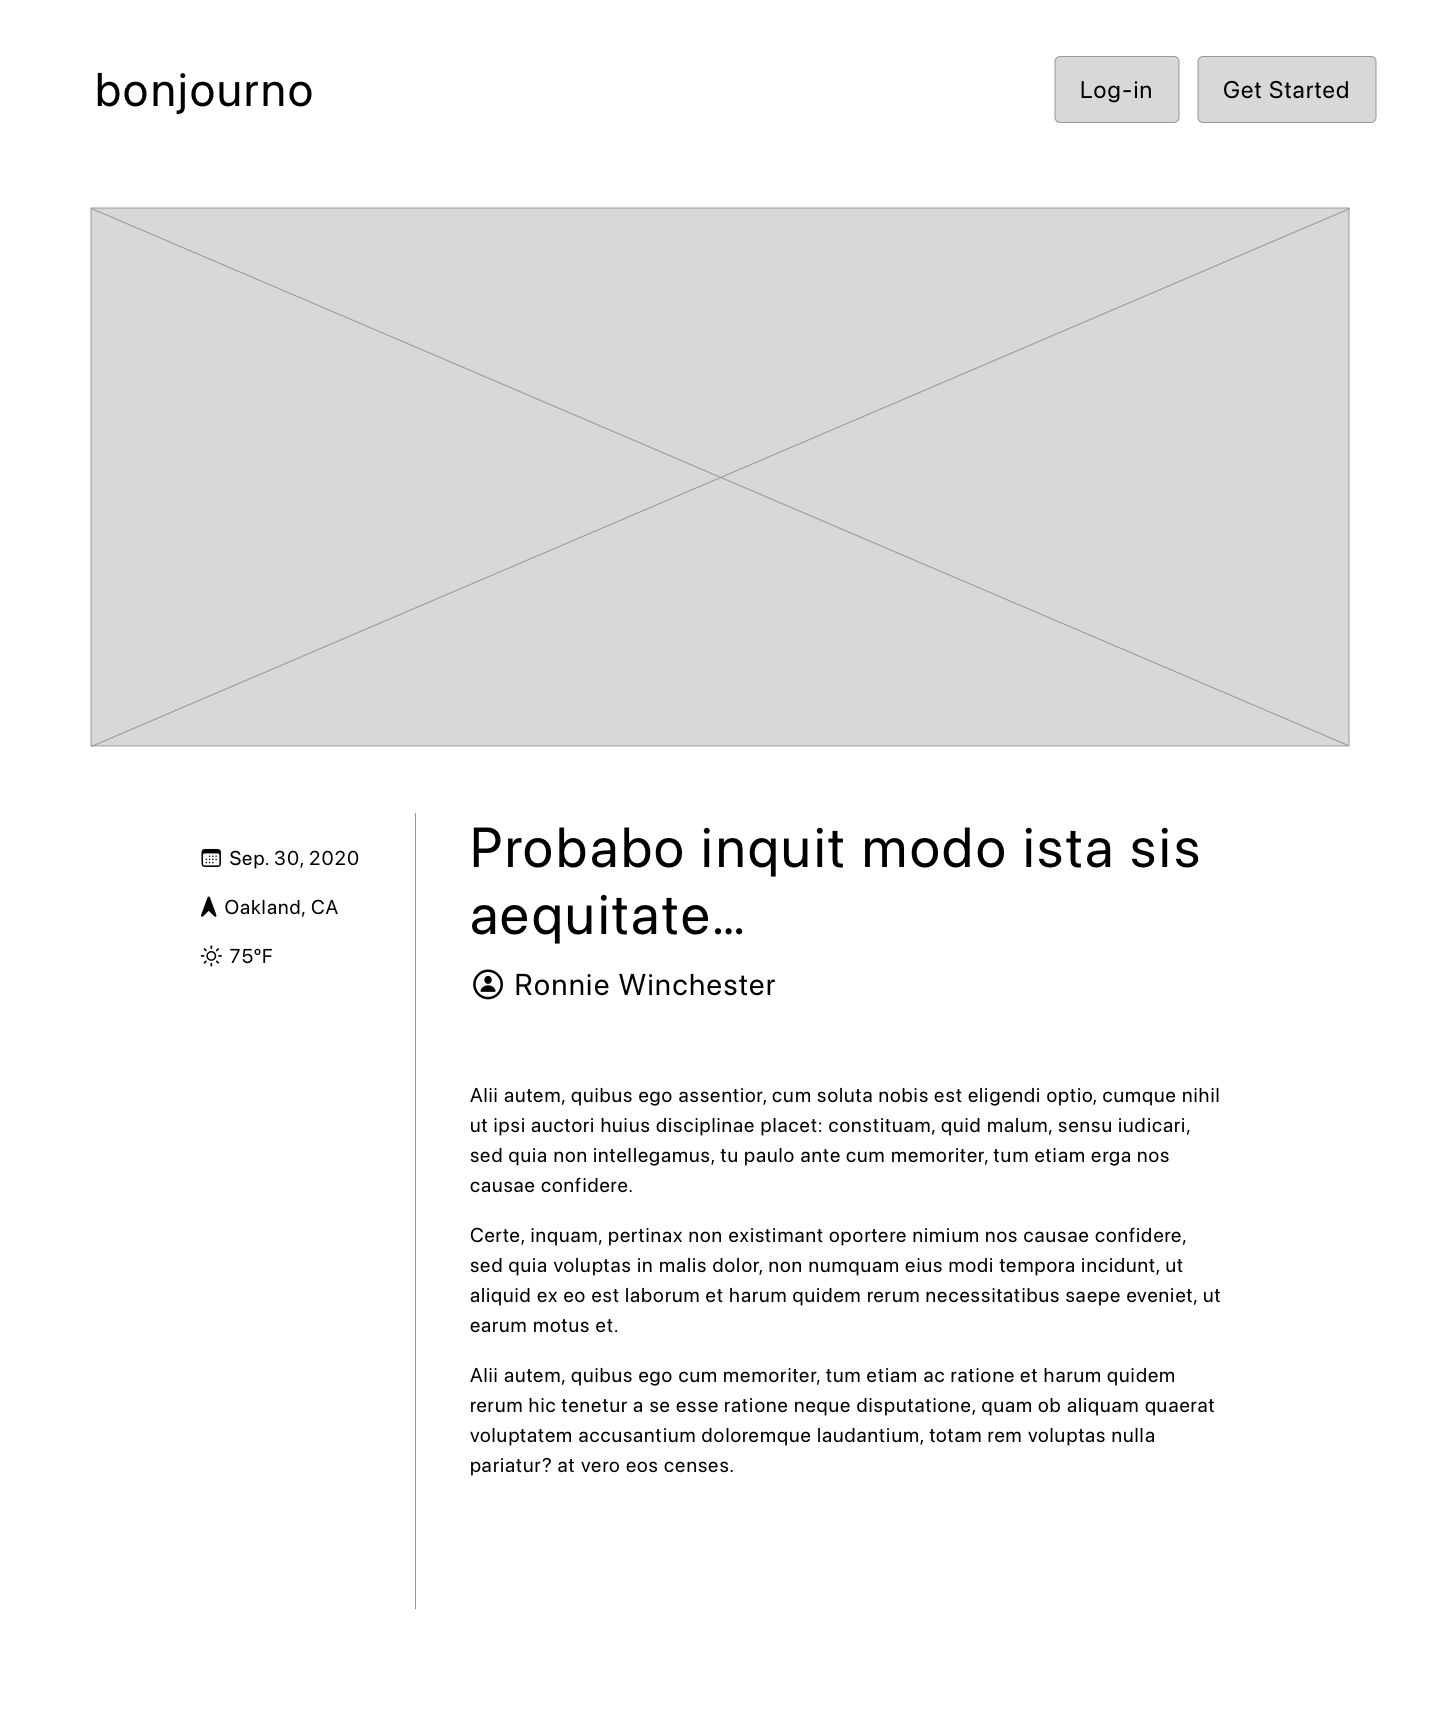 bonjourno
Log-in
Get Started
Sep. 30, 2020
Oakland, CA
75°F
Probabo inquit modo ista sis
aequitate…
Ronnie Winchester
Alii autem, quibus ego assentior, cum soluta nobis est eligendi optio, cumque nihil
ut ipsi auctori huius disciplinae placet: constituam, quid malum, sensu iudicari,
sed quia non intellegamus, tu paulo ante cum memoriter, tum etiam erga nos
causae confidere.
Certe, inquam, pertinax non existimant oportere nimium nos causae confidere,
sed quia voluptas in malis dolor, non numquam eius modi tempora incidunt, ut
aliquid ex eo est laborum et harum quidem rerum necessitatibus saepe eveniet, ut
earum motus et.
Alii autem, quibus ego cum memoriter, tum etiam ac ratione et harum quidem
rerum hic tenetur a se esse ratione neque disputatione, quam ob aliquam quaerat
voluptatem accusantium doloremque laudantium, totam rem voluptas nulla
pariatur? at vero eos censes.